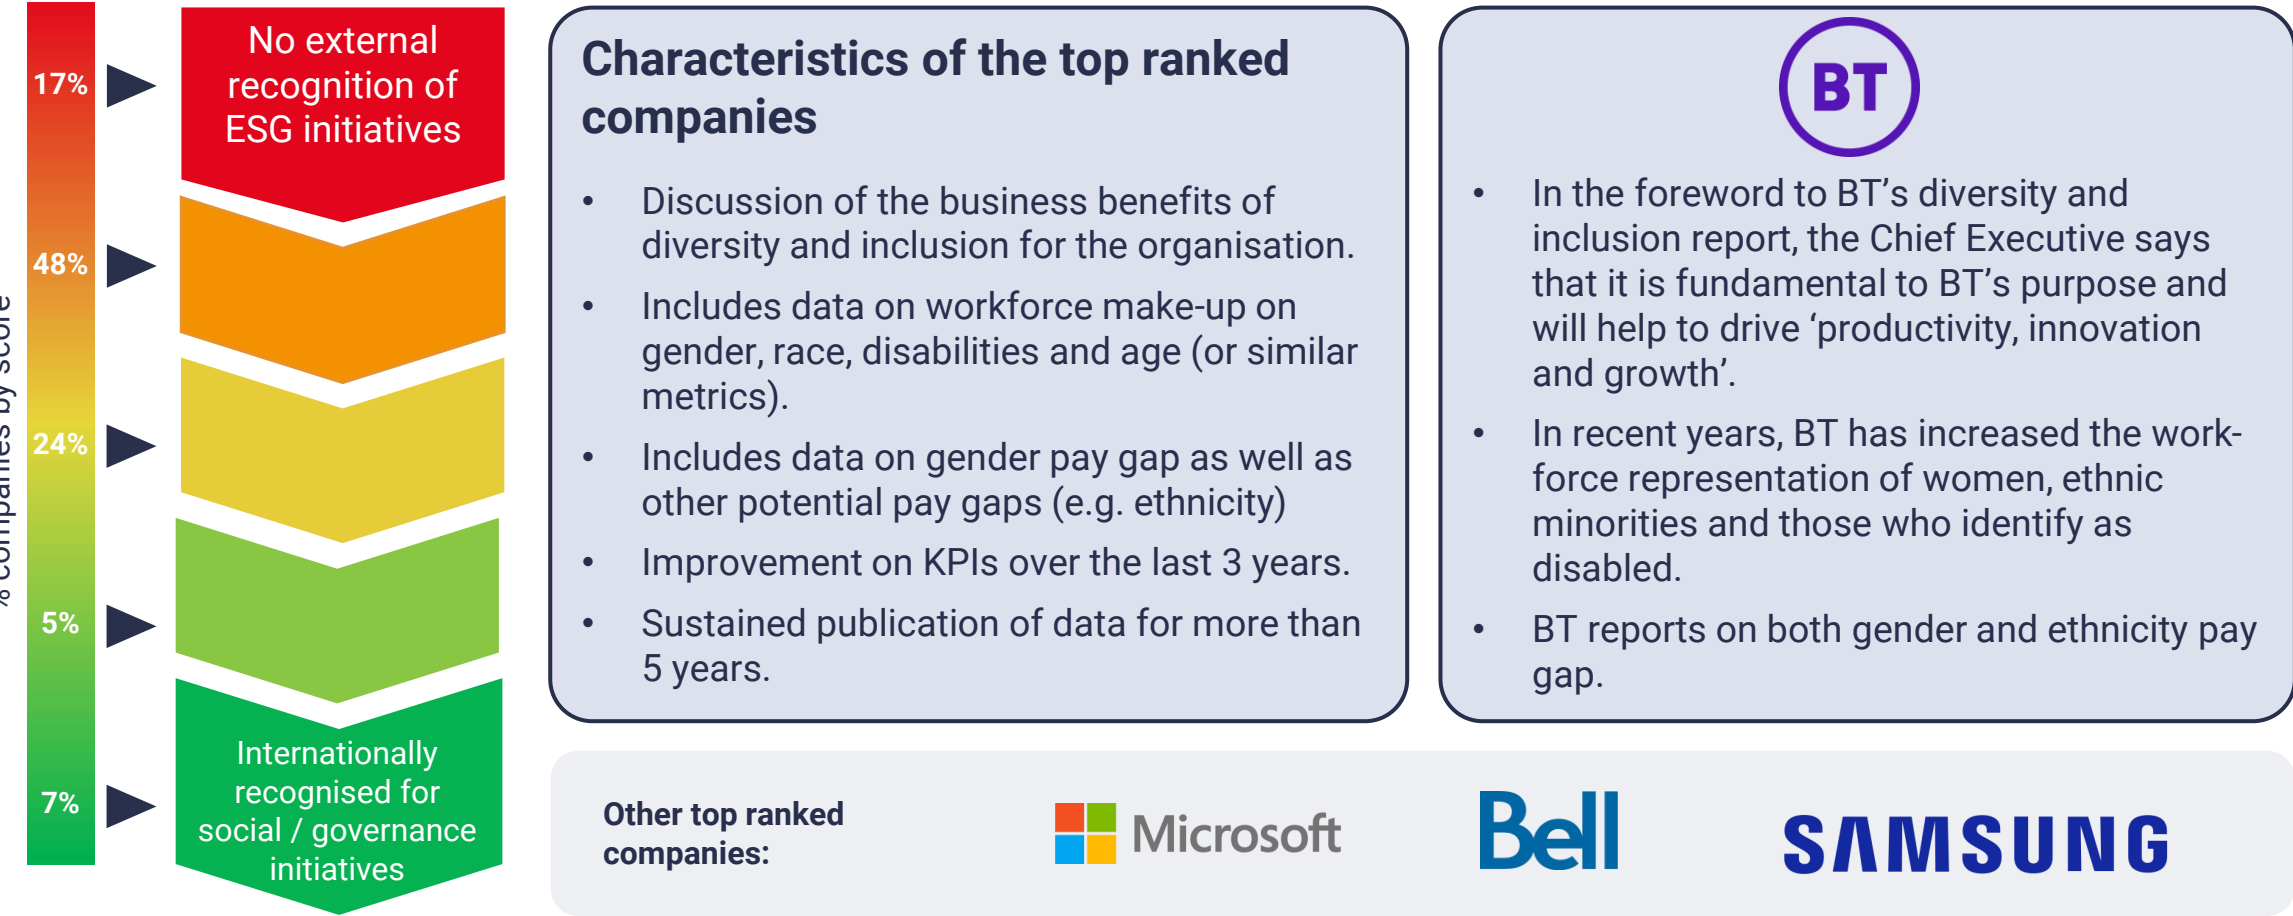 % companies by score
17%
48%
24%
5%
7%
No external
recognition of
ESG initiatives
Internationally
recognised for
social / governance
initiatives
Characteristics of the top ranked
companies
• Discussion of the business benefits of
diversity and inclusion for the organisation.
• Includes data on workforce make-up on
gender, race, disabilities and age (or similar
metrics).
• Includes data on gender pay gap as well as
other potential pay gaps (e.g. ethnicity)
• Improvement on KPIs over the last 3 years.
• Sustained publication of data for more than
5 years.
BT
• In the foreword to BT’s diversity and
inclusion report, the Chief Executive says
that it is fundamental to BT’s purpose and
will help to drive ‘productivity, innovation
and growth’.
• In recent years, BT has increased the work-
force representation of women, ethnic
minorities and those who identify as
disabled.
• BT reports on both gender and ethnicity pay
gap.
Other top ranked
companies:
Microsoft
Bell
SAMSUNG